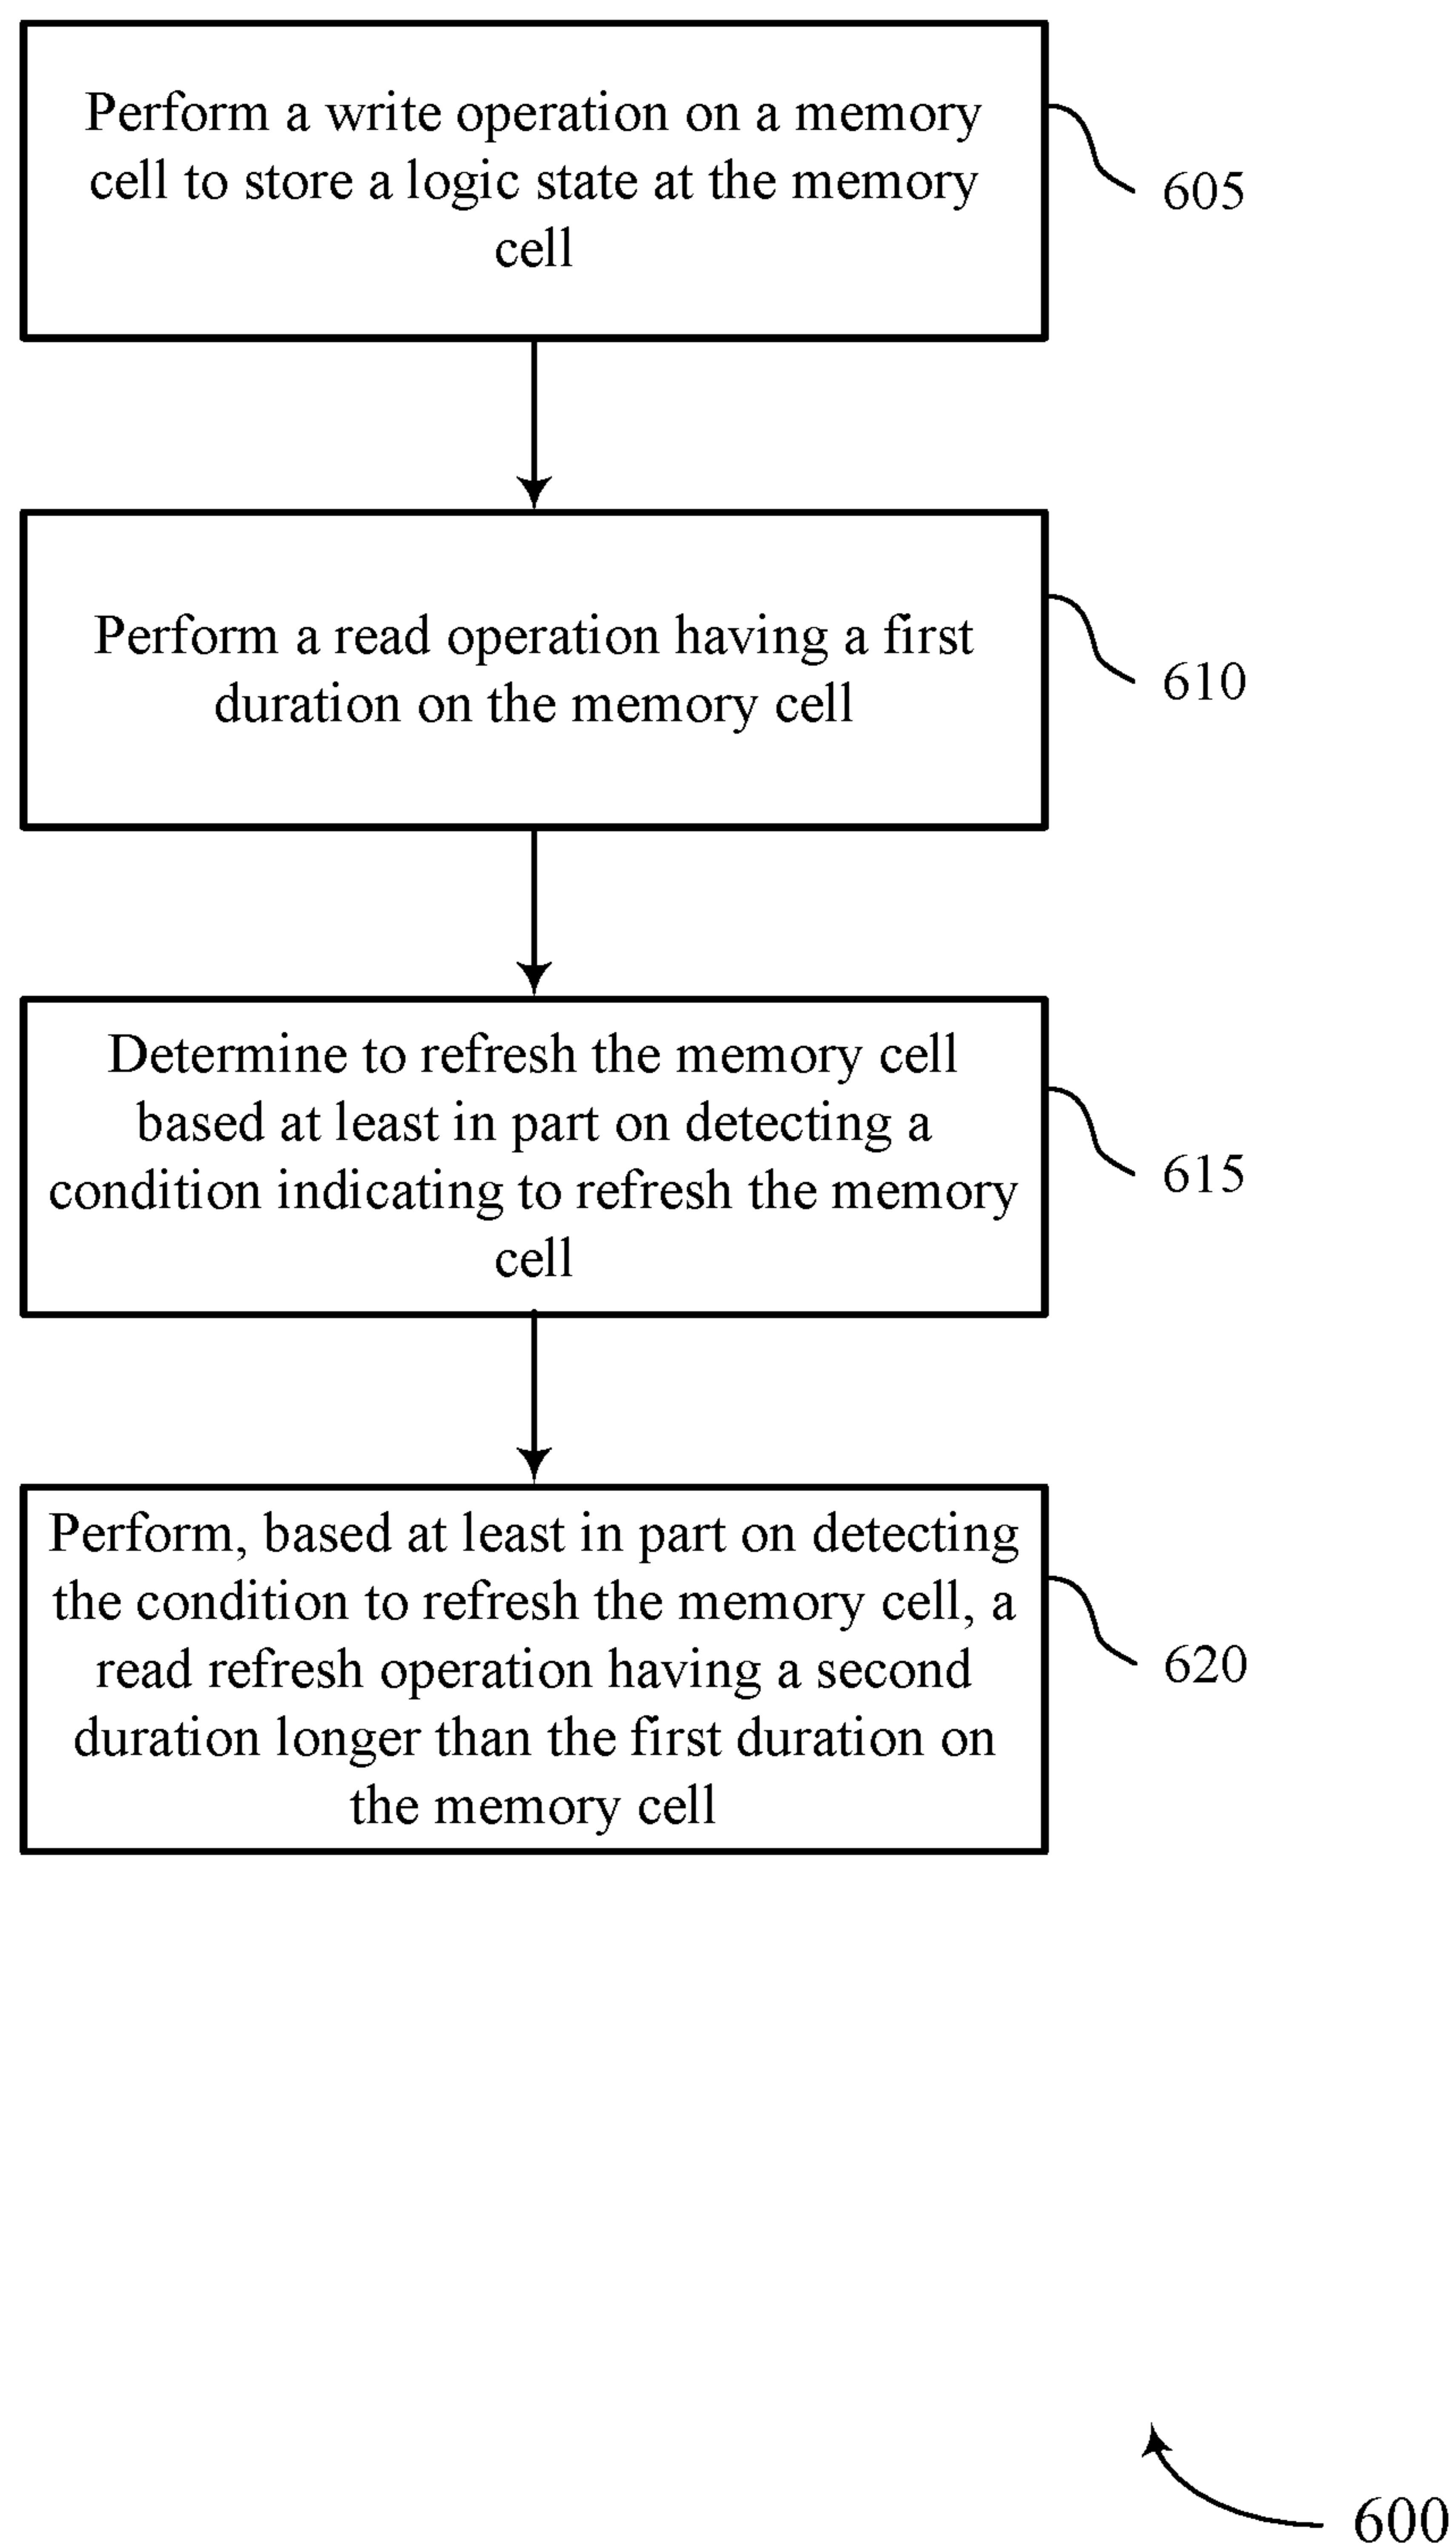 Perform a write operation on a memory
cell to store a logic state at the memory
cell
605
Perform a read operation having a first
duration on the memory cell
610
Determine to refresh the memory cell
based at least in part on detecting a
condition indicating to refresh the memory
cell
615
Perform, based at least in part on detecting
the condition to refresh the memory cell, a
read refresh operation having a second
duration longer than the first duration on
the memory cell
620
600